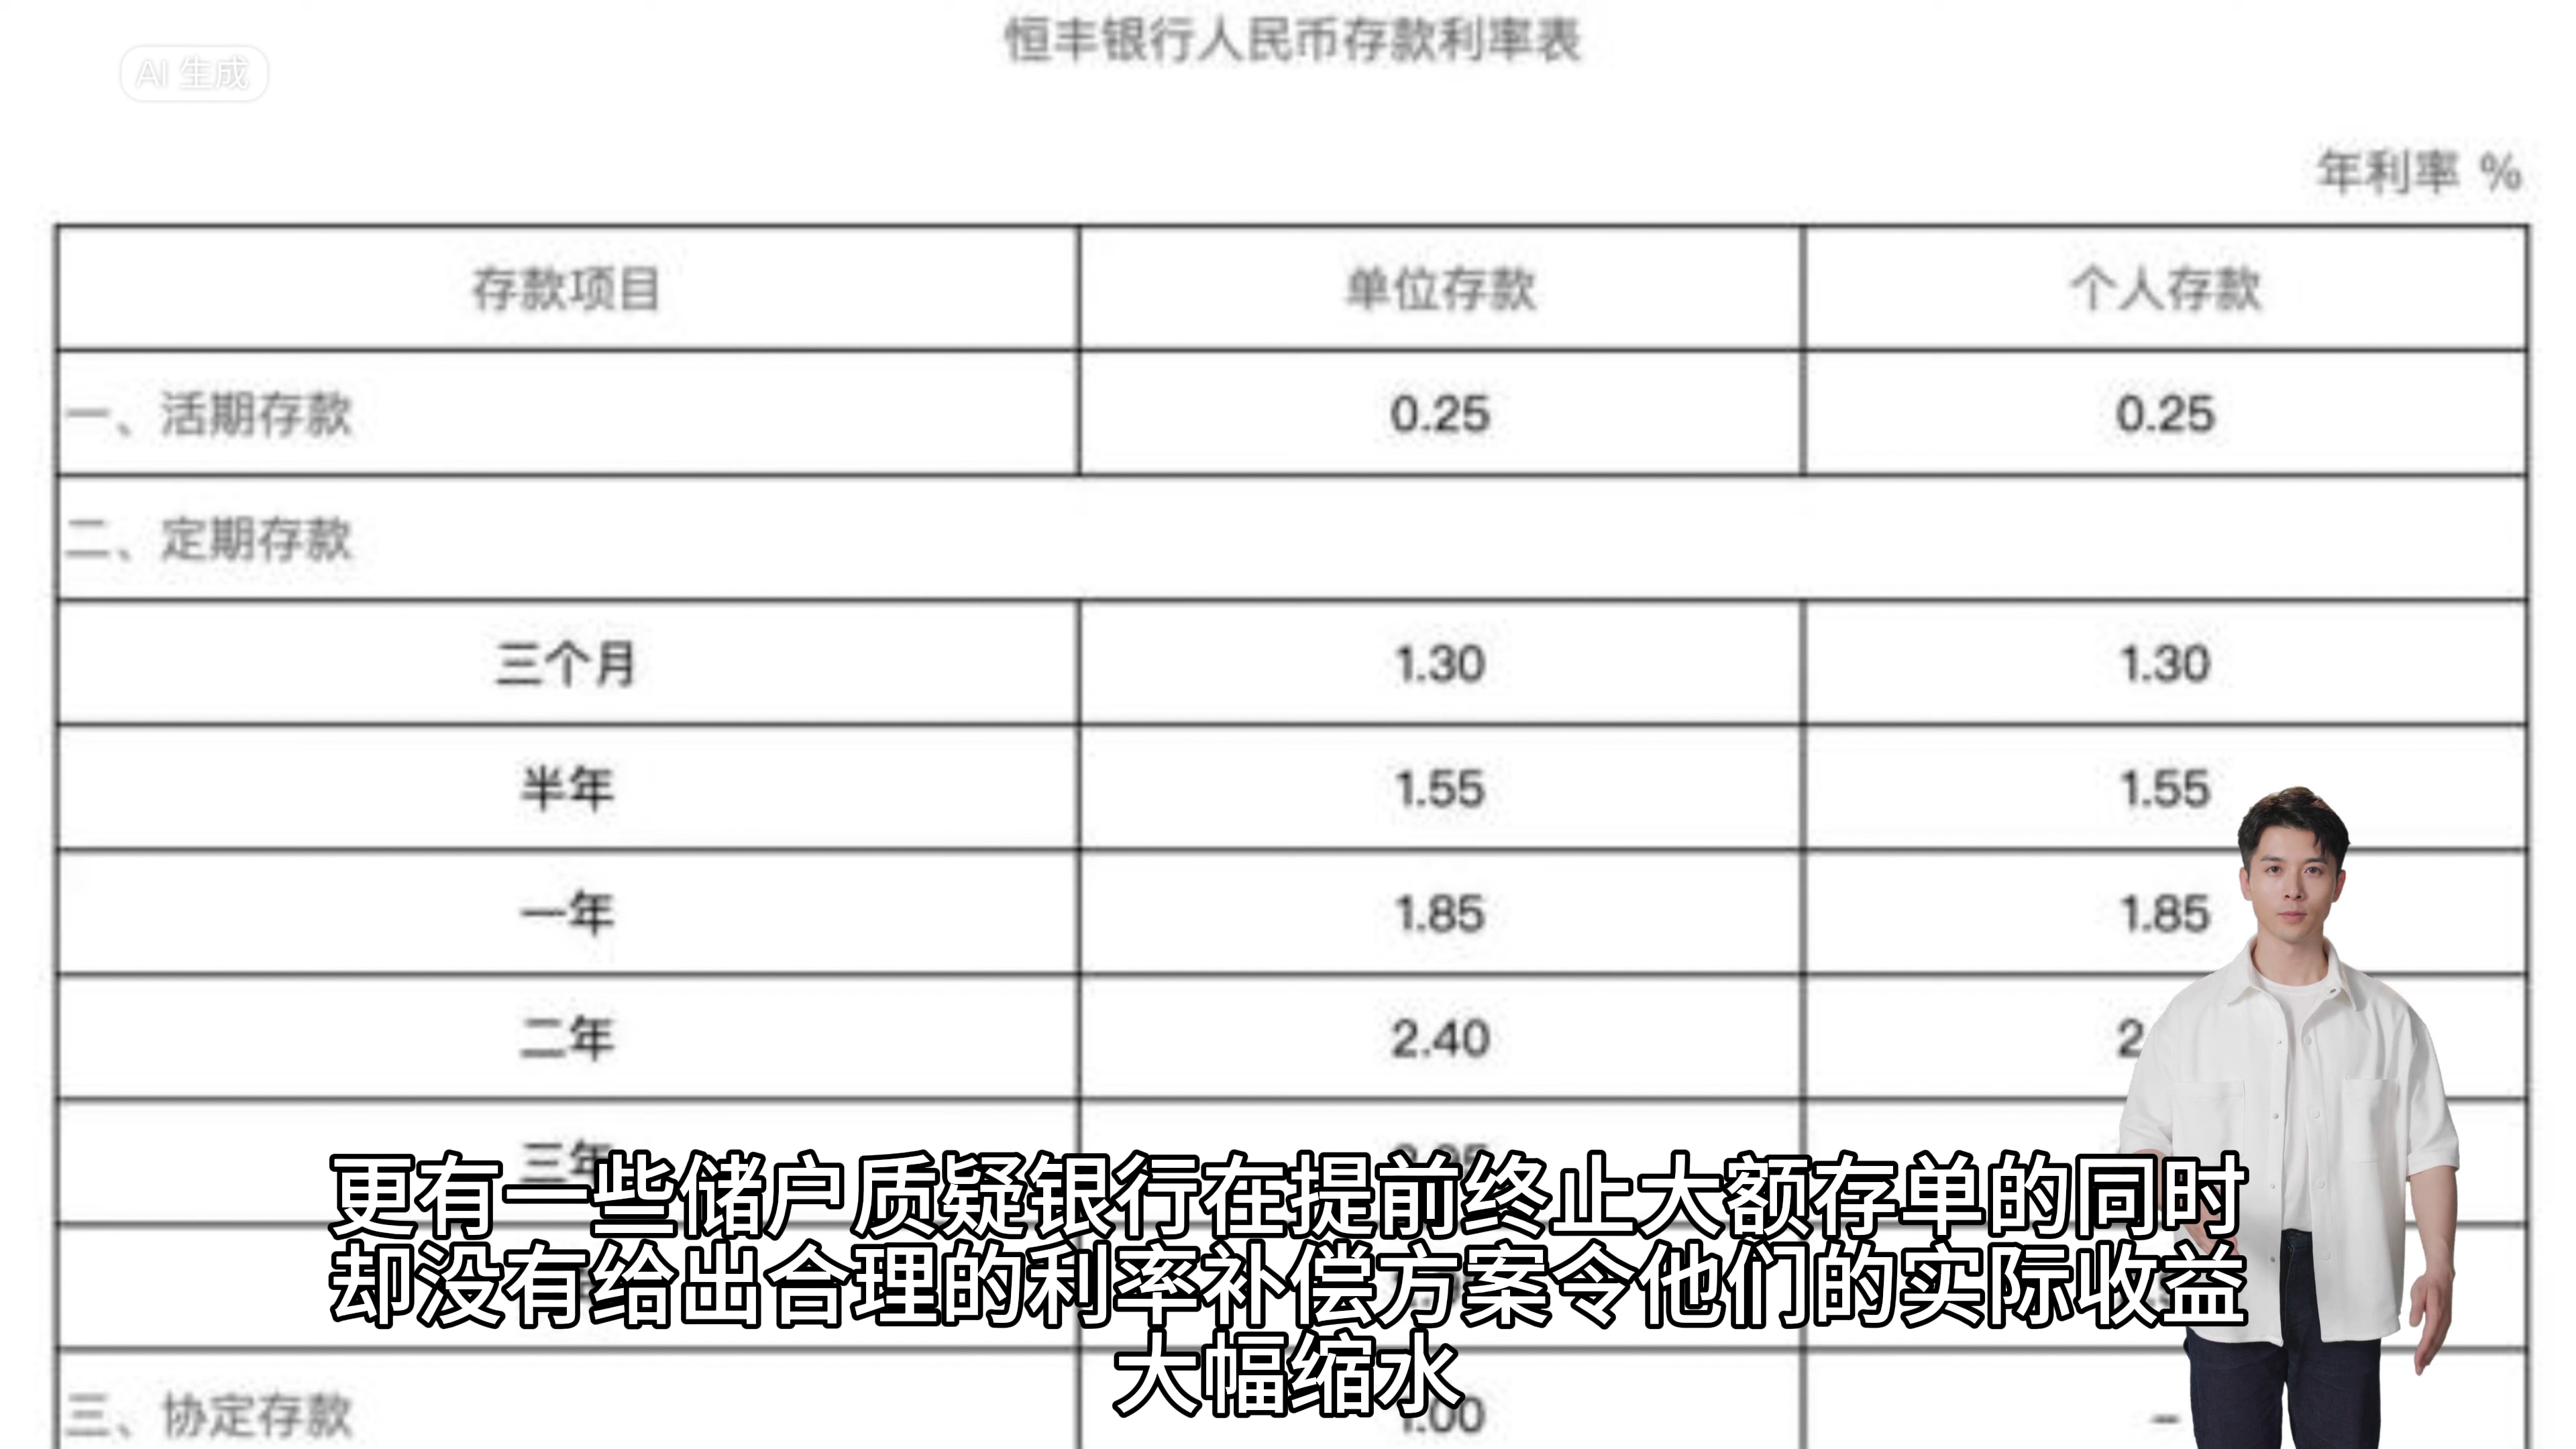 恒丰银行人民币存款利率表
AI 生成
年利率 %
存款项目 单位存款 个人存款
一、活期存款 0.25 0.25
二、定期存款
三个月 1.30 1.30
半年 1.55 1.55
一年 1.85 1.85
二年 2.40 2.
三年
更有一些储户质疑银行在提前终止大额存单的同时
却没有给出合理的利率补偿方案令他们的实际收益
大幅缩水
三、协定存款 1.00 –